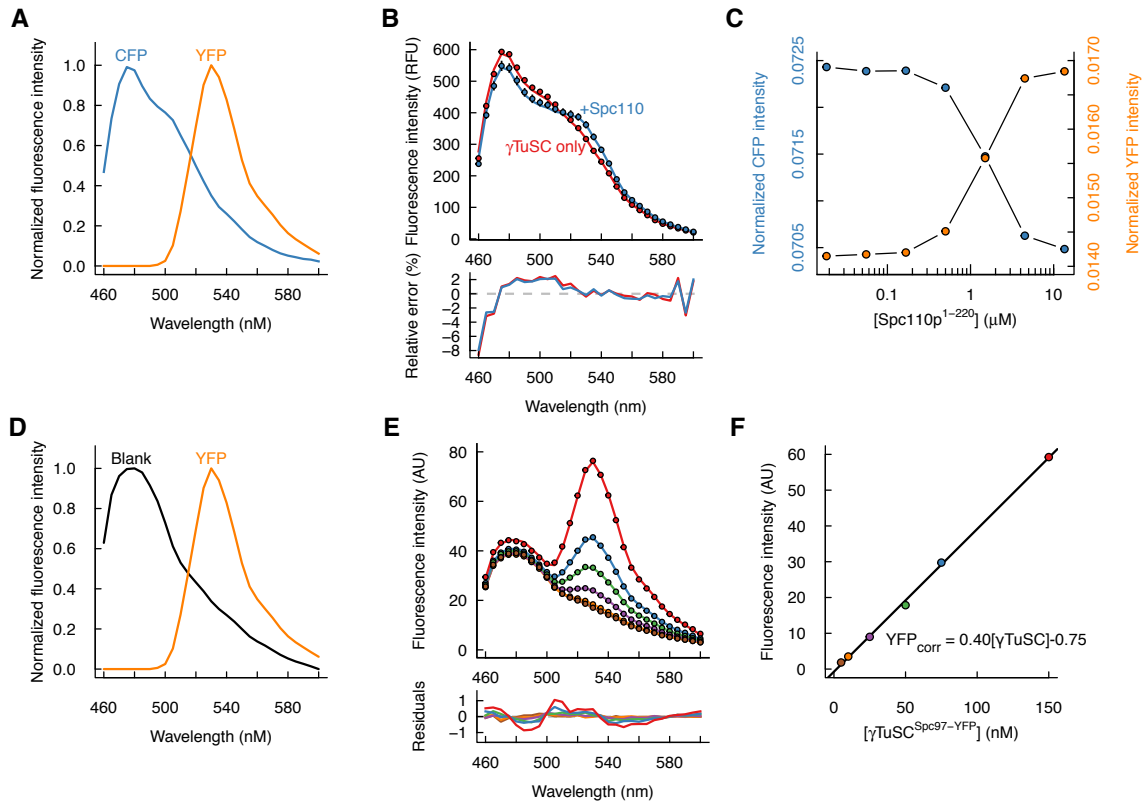 A
Normalized fluorescence intensity
1.0
0.8
0.6
0.4
0.2
0.0
CFP
YFP
460
500
540
580
Wavelength (nM)
B
Fluorescence intensity (RFU)
600
500
400
300
200
100
0
+Spc110
γTuSC only
Relative error (%)
2
0
−2
−4
−6
−8
460
500
540
580
Wavelength (nm)
C
Normalized CFP intensity
0.0725
0.0715
0.0705
0.0170
0.0160
0.0150
0.0140
Normalized YFP intensity
0.1
1
10
[Spc110p¹⁻²²⁰] (μM)
D
Normalized fluorescence intensity
1.0
0.8
0.6
0.4
0.2
0.0
Blank
YFP
460
500
540
580
Wavelength (nM)
E
Fluorescence intensity (AU)
80
60
40
20
0
460
500
540
580
Residuals
1
0
−1
460
500
540
580
Wavelength (nm)
F
Fluorescence intensity (AU)
60
50
40
30
20
10
0
YFPcorr = 0.40[γTuSC]-0.75
0
50
100
150
[γTuSC^Spc97−YFP] (nM)